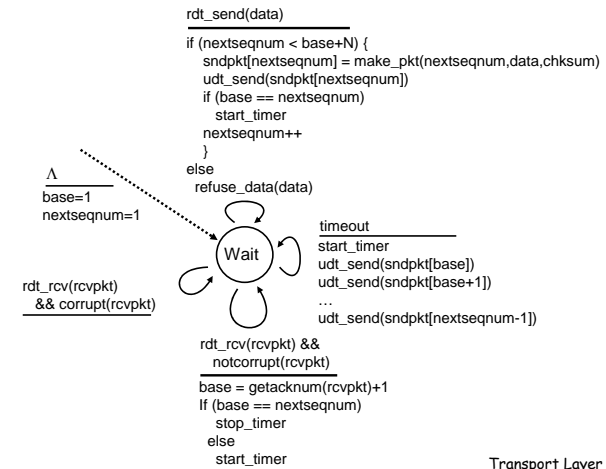 rdt_send(data)
if (nextseqnum < base+N) {
sndpkt[nextseqnum] = make_pkt(nextseqnum,data,chksum)
udt_send(sndpkt[nextseqnum])
if (base == nextseqnum)
start_timer
nextseqnum++
}
else
refuse_data(data)
Λ
base=1
nextseqnum=1
Wait
timeout
start_timer
udt_send(sndpkt[base])
udt_send(sndpkt[base+1])
…
udt_send(sndpkt[nextseqnum-1])
rdt_rcv(rcvpkt)
&& corrupt(rcvpkt)
rdt_rcv(rcvpkt) &&
notcorrupt(rcvpkt)
base = getacknum(rcvpkt)+1
If (base == nextseqnum)
stop_timer
else
start_timer
Transport Layer